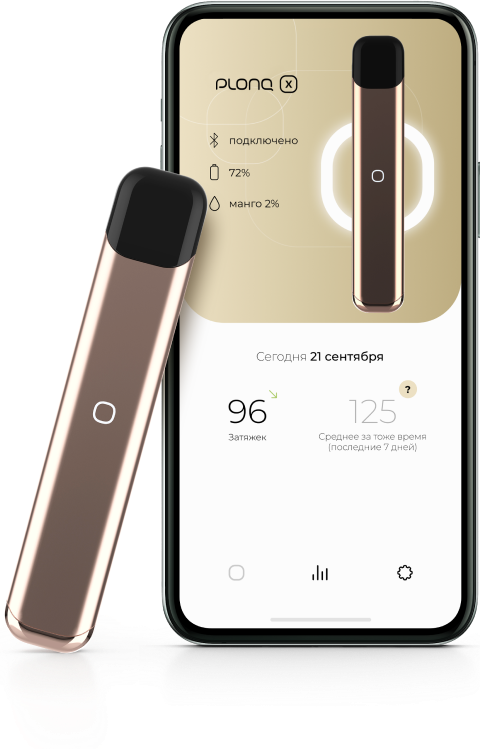 PLONQ X
подключено
72%
манго 2%
Сегодня 21 сентября
?
96 125
Затяжек
Среднее за тоже время
(последние 7 дней)